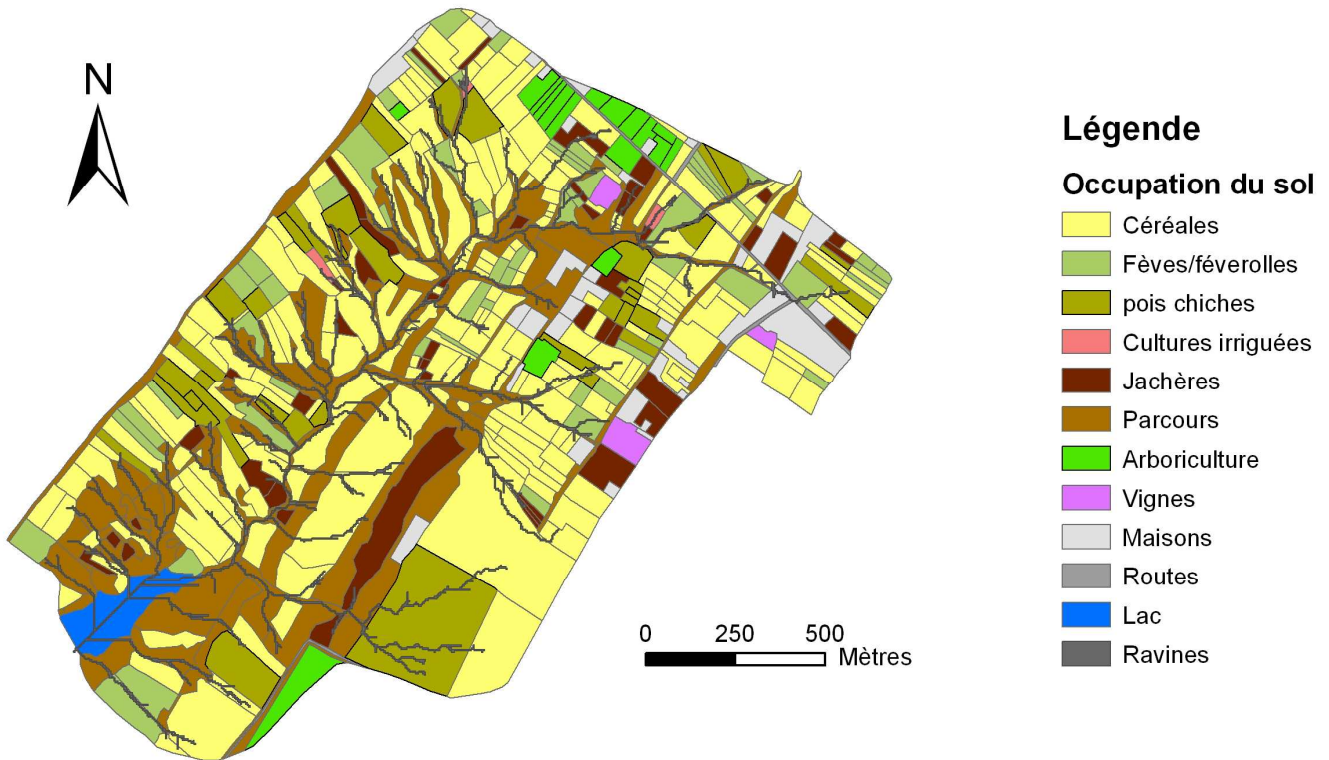 N
Légende
Occupation du sol
Céréales
Fèves/féverolles
pois chiches
Cultures irriguées
Jachères
Parcours
Arboriculture
Vignes
Maisons
Routes
Lac
Ravines
0 250 500
Mètres